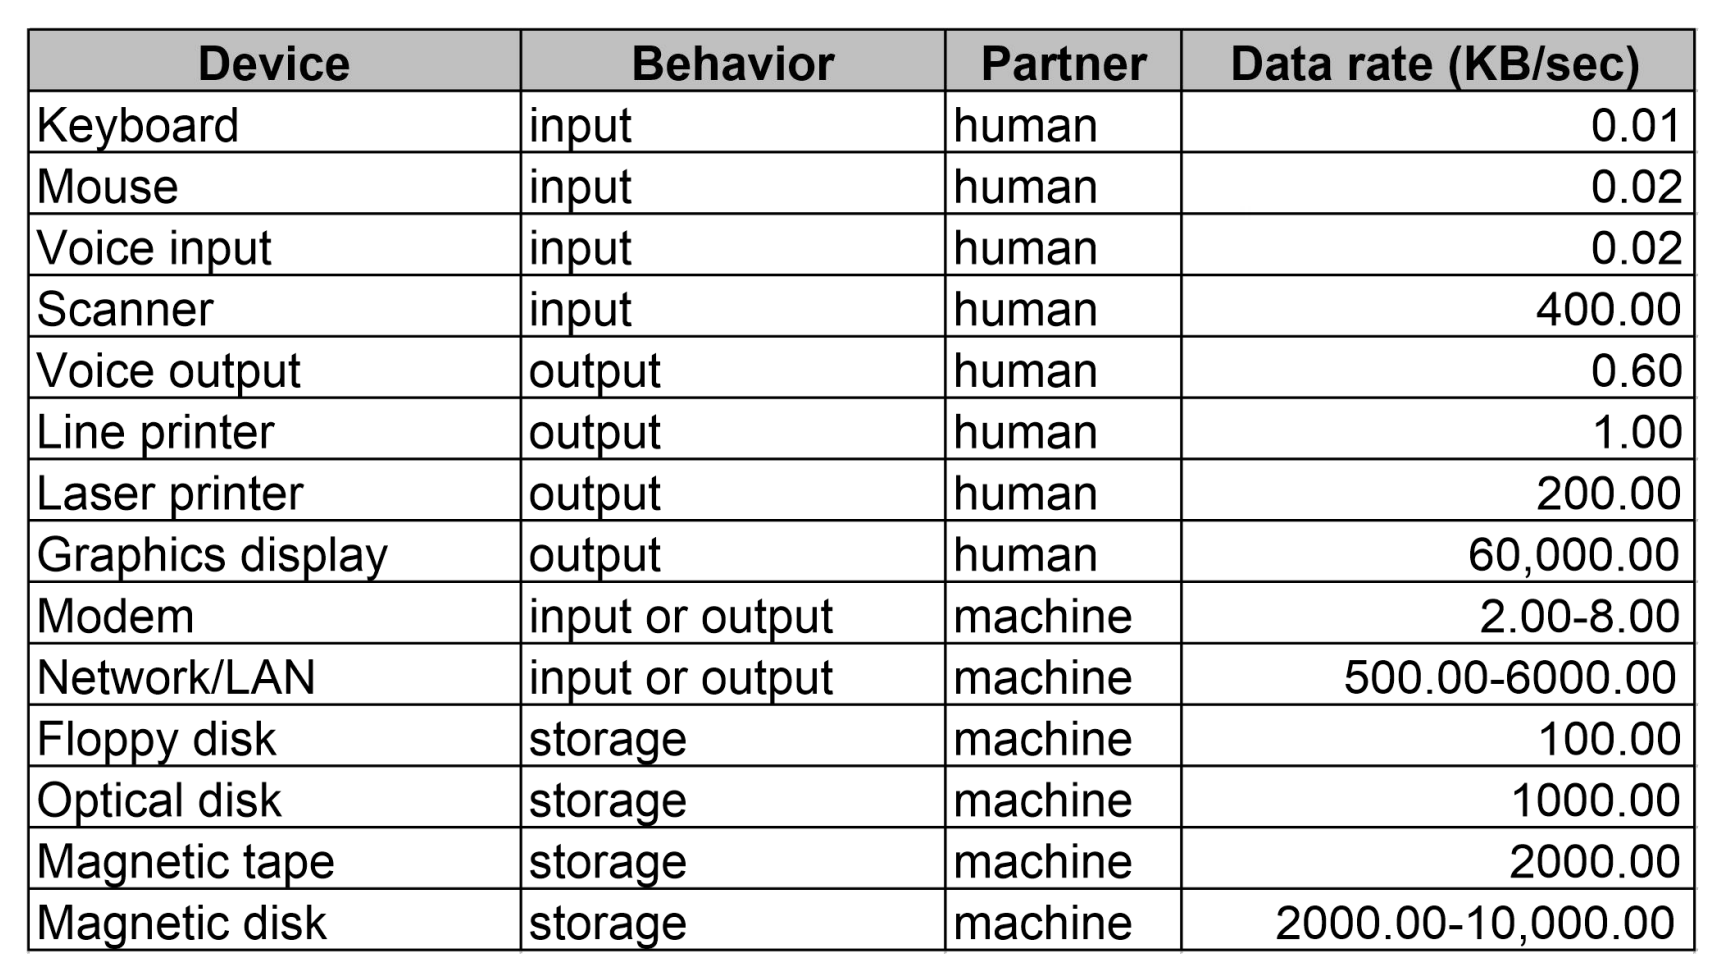 Device Behavior Partner Data rate (KB/sec)
Keyboard input human 0.01
Mouse input human 0.02
Voice input input human 0.02
Scanner input human 400.00
Voice output output human 0.60
Line printer output human 1.00
Laser printer output human 200.00
Graphics display output human 60,000.00
Modem input or output machine 2.00-8.00
Network/LAN input or output machine 500.00-6000.00
Floppy disk storage machine 100.00
Optical disk storage machine 1000.00
Magnetic tape storage machine 2000.00
Magnetic disk storage machine 2000.00-10,000.00